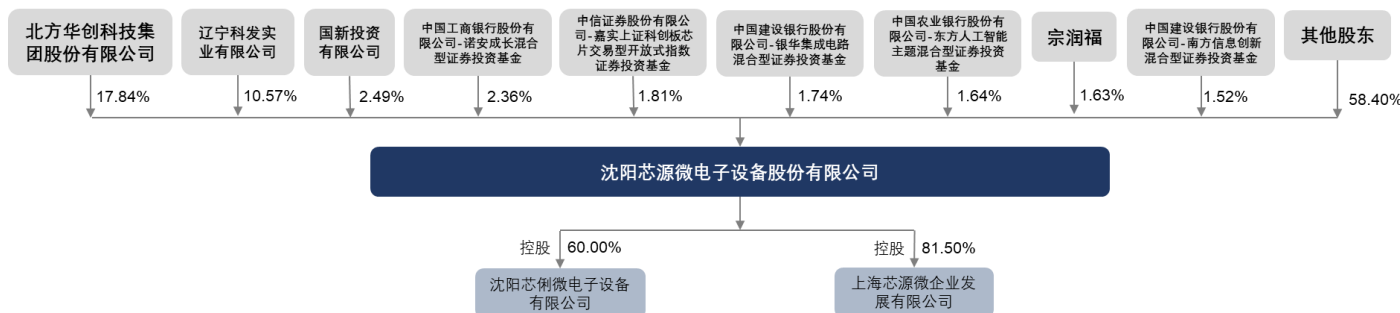 北方华创科技集
团股份有限公司
辽宁科发实
业有限公司
国新投资
有限公司
中国工商银行股份有
限公司-诺安成长混合
型证券投资基金
中信证券股份有限公
司-嘉实上证科创板芯
片交易型开放式指数
证券投资基金
中国建设银行股份有
限公司-银华集成电路
混合型证券投资基金
中国农业银行股份有
限公司-东方人工智能
主题混合型证券投资
基金
宗润福
中国建设银行股份有
限公司-南方信息创新
混合型证券投资基金
其他股东
17.84%
10.57%
2.49%
2.36%
1.81%
1.74%
1.64%
1.63%
1.52%
58.40%
沈阳芯源微电子设备股份有限公司
控股 60.00%
控股 81.50%
沈阳芯俐微电子设备
有限公司
上海芯源微企业发
展有限公司